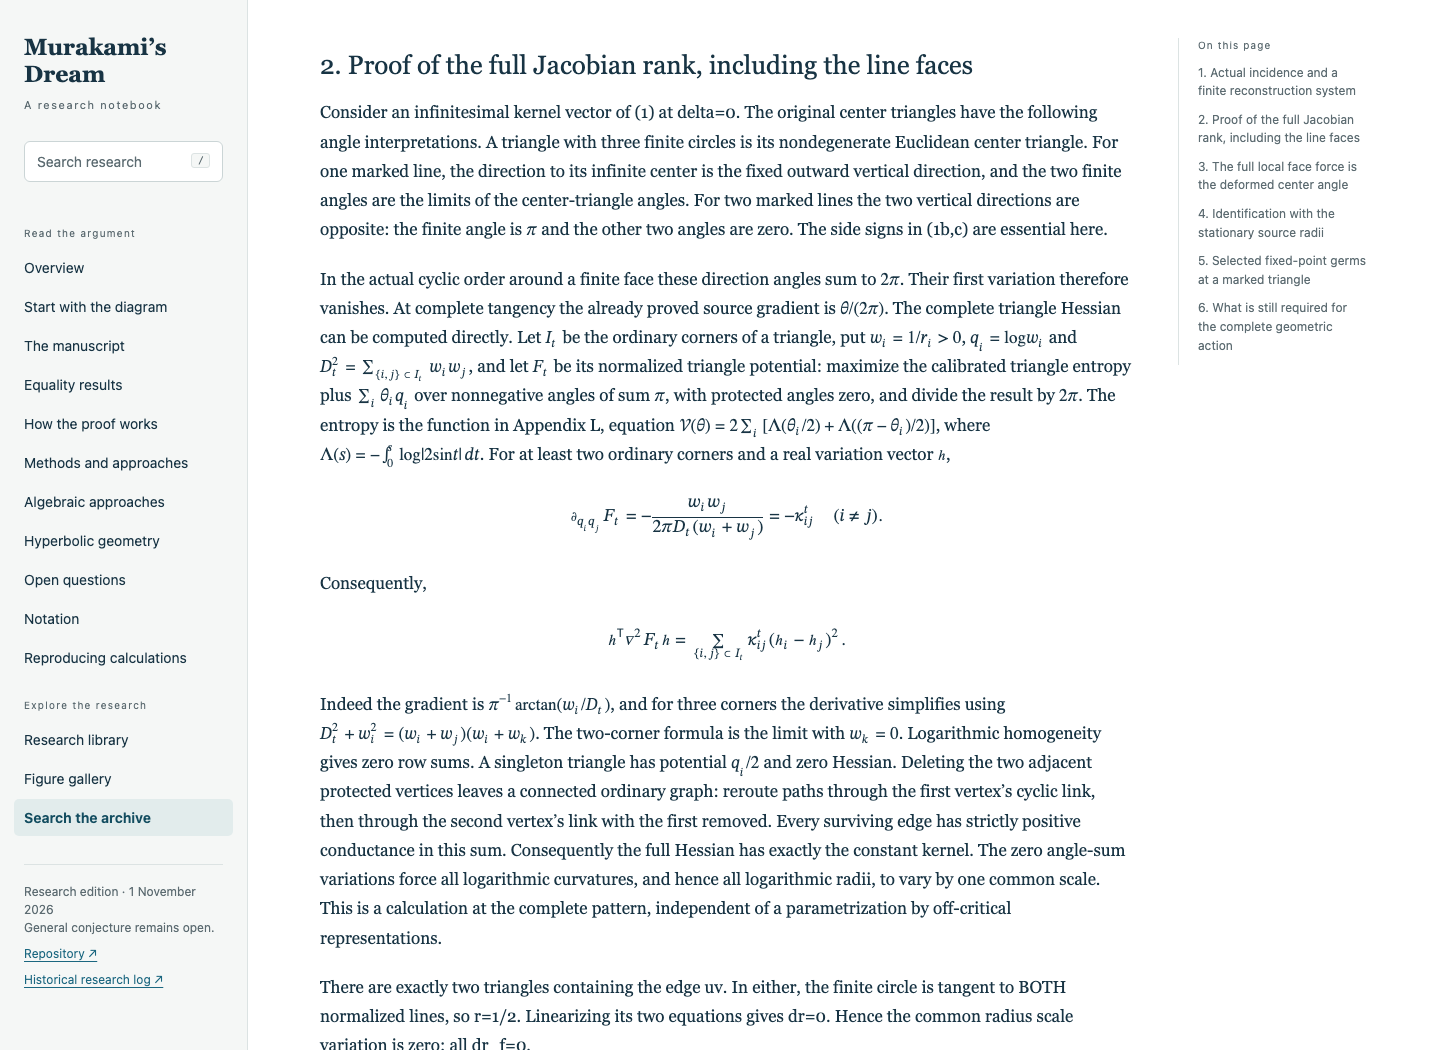 Murakami’s
Dream
A research notebook
Search research /
Read the argument
Overview
Start with the diagram
The manuscript
Equality results
How the proof works
Methods and approaches
Algebraic approaches
Hyperbolic geometry
Open questions
Notation
Reproducing calculations
Explore the research
Research library
Figure gallery
Search the archive
Research edition · 1 November
2026
General conjecture remains open.
Repository ↗
Historical research log ↗
2. Proof of the full Jacobian rank, including the line faces
Consider an infinitesimal kernel vector of (1) at delta=0. The original center triangles have the following
angle interpretations. A triangle with three finite circles is its nondegenerate Euclidean center triangle. For
one marked line, the direction to its infinite center is the fixed outward vertical direction, and the two finite
angles are the limits of the center-triangle angles. For two marked lines the two vertical directions are
opposite: the finite angle is π and the other two angles are zero. The side signs in (1b,c) are essential here.
In the actual cyclic order around a finite face these direction angles sum to 2π. Their first variation therefore
vanishes. At complete tangency the already proved source gradient is θ/(2π). The complete triangle Hessian
can be computed directly. Let I_t be the ordinary corners of a triangle, put w_i = 1/r_i > 0, q_i = log w_i and
D_t^2 = ∑_{{i,j} ⊂ I_t} w_i w_j, and let F_t be its normalized triangle potential: maximize the calibrated triangle entropy
plus ∑_i θ_i q_i over nonnegative angles of sum π, with protected angles zero, and divide the result by 2π. The
entropy is the function in Appendix L, equation 𝒱(θ) = 2∑_i [Λ(θ_i/2) + Λ((π − θ_i)/2)], where
Λ(s) = −∫_0^s log|2sin t| dt. For at least two ordinary corners and a real variation vector h,
∂_{q_i q_j} F_t = −\frac{w_i w_j}{2πD_t(w_i + w_j)} = −κ_{ij}^t (i ≠ j).
Consequently,
h^⊤∇^2 F_t h = ∑_{{i,j} ⊂ I_t} κ_{ij}^t (h_i − h_j)^2.
Indeed the gradient is π^{−1} arctan(w_i/D_t), and for three corners the derivative simplifies using
D_t^2 + w_i^2 = (w_i + w_j)(w_i + w_k). The two-corner formula is the limit with w_k = 0. Logarithmic homogeneity
gives zero row sums. A singleton triangle has potential q_i/2 and zero Hessian. Deleting the two adjacent
protected vertices leaves a connected ordinary graph: reroute paths through the first vertex’s cyclic link,
then through the second vertex’s link with the first removed. Every surviving edge has strictly positive
conductance in this sum. Consequently the full Hessian has exactly the constant kernel. The zero angle-sum
variations force all logarithmic curvatures, and hence all logarithmic radii, to vary by one common scale.
This is a calculation at the complete pattern, independent of a parametrization by off-critical
representations.
There are exactly two triangles containing the edge uv. In either, the finite circle is tangent to BOTH
normalized lines, so r=1/2. Linearizing its two equations gives dr=0. Hence the common radius scale
variation is zero: all dr_f=0.
On this page
1. Actual incidence and a
finite reconstruction system
2. Proof of the full Jacobian
rank, including the line faces
3. The full local face force is
the deformed center angle
4. Identification with the
stationary source radii
5. Selected fixed-point germs
at a marked triangle
6. What is still required for
the complete geometric
action